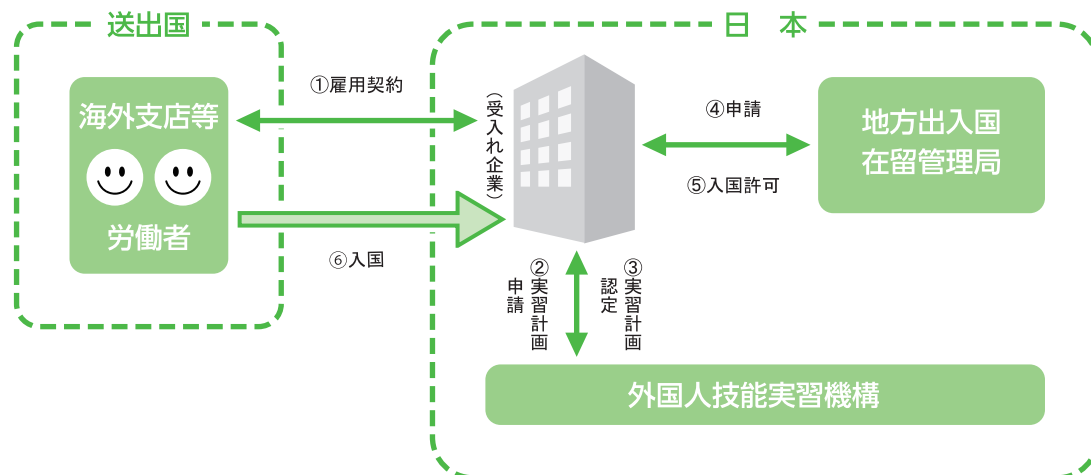 送出国
日 本
海外支店等
労働者
①雇用契約
⑥入国
(受入れ企業)
④申請
⑤入国許可
地方出入国
在留管理局
②実習計画
申請
③実習計画
認定
外国人技能実習機構